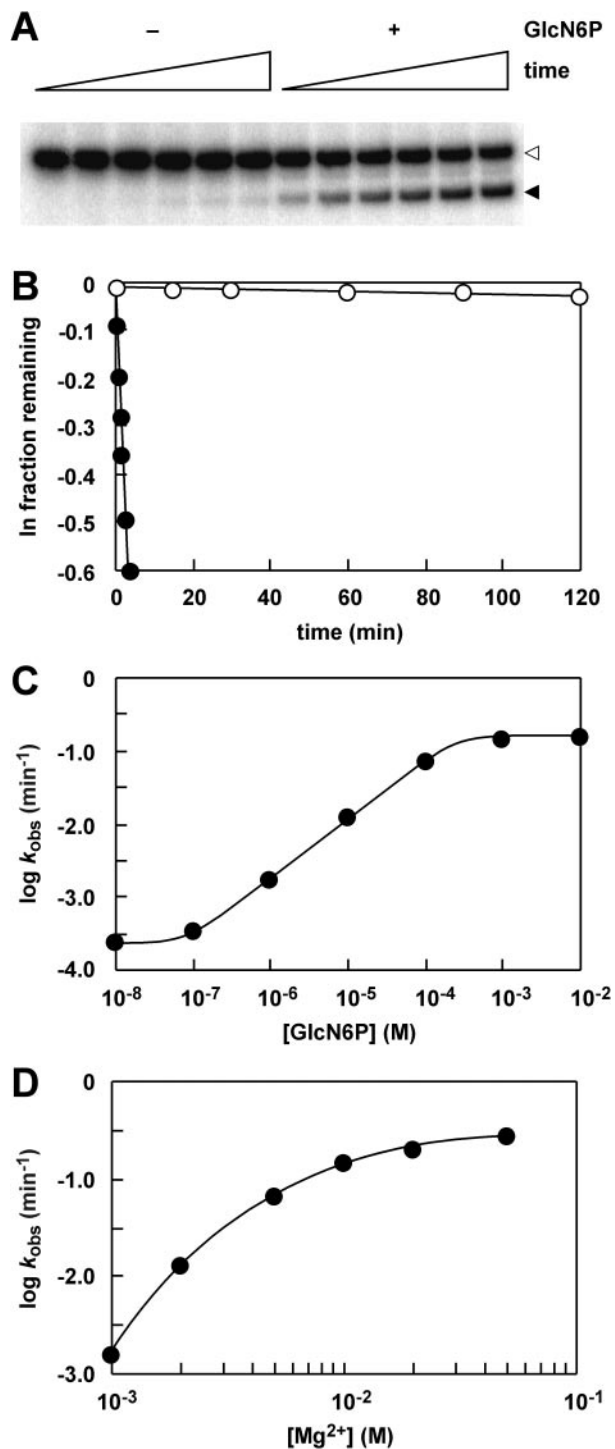 A
– + GlcN6P
time
B
ln fraction remaining
0
-0.1
-0.2
-0.3
-0.4
-0.5
-0.6
0 20 40 60 80 100 120
time (min)
C
log kobs (min-1)
0
-1.0
-2.0
-3.0
-4.0
10-8 10-7 10-6 10-5 10-4 10-3 10-2
[GlcN6P] (M)
D
log kobs (min-1)
0
-1.0
-2.0
-3.0
10-3 10-2 10-1
[Mg2+] (M)